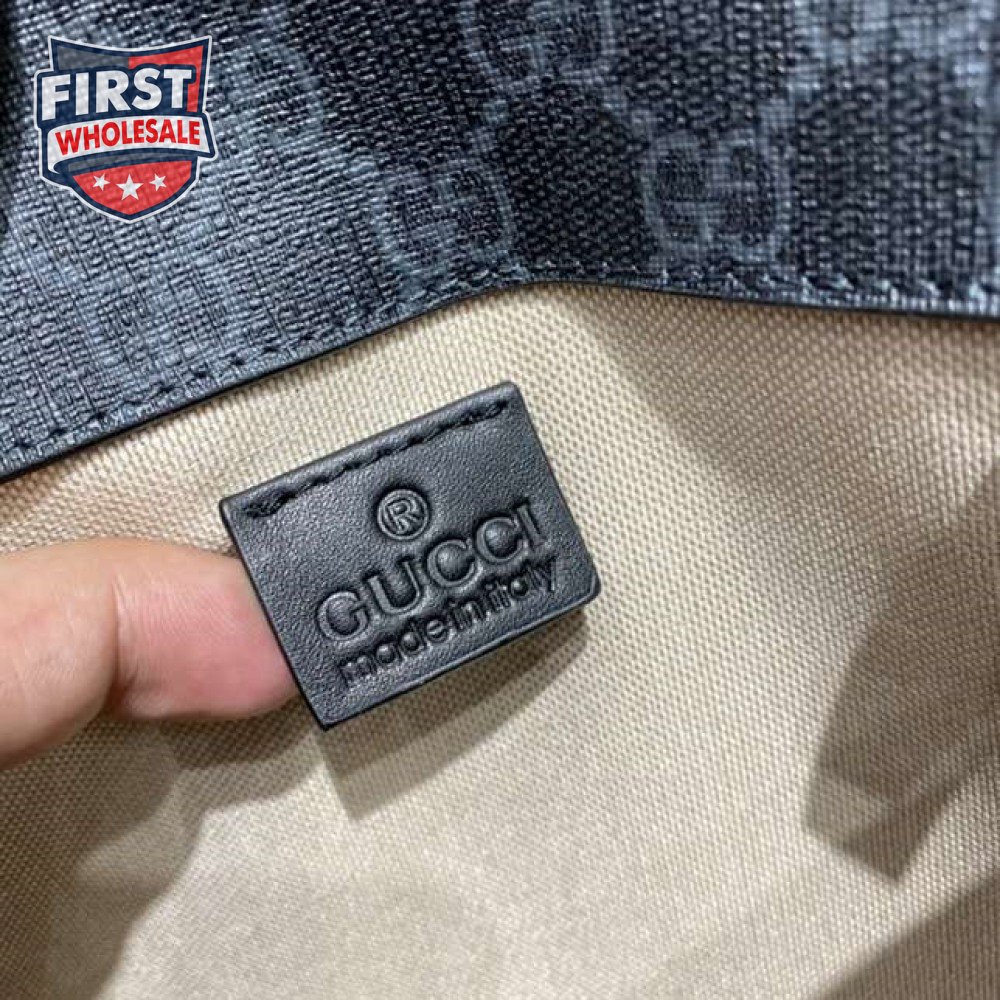 FIRST
WHOLESALE
®
GUCCI
made in italy